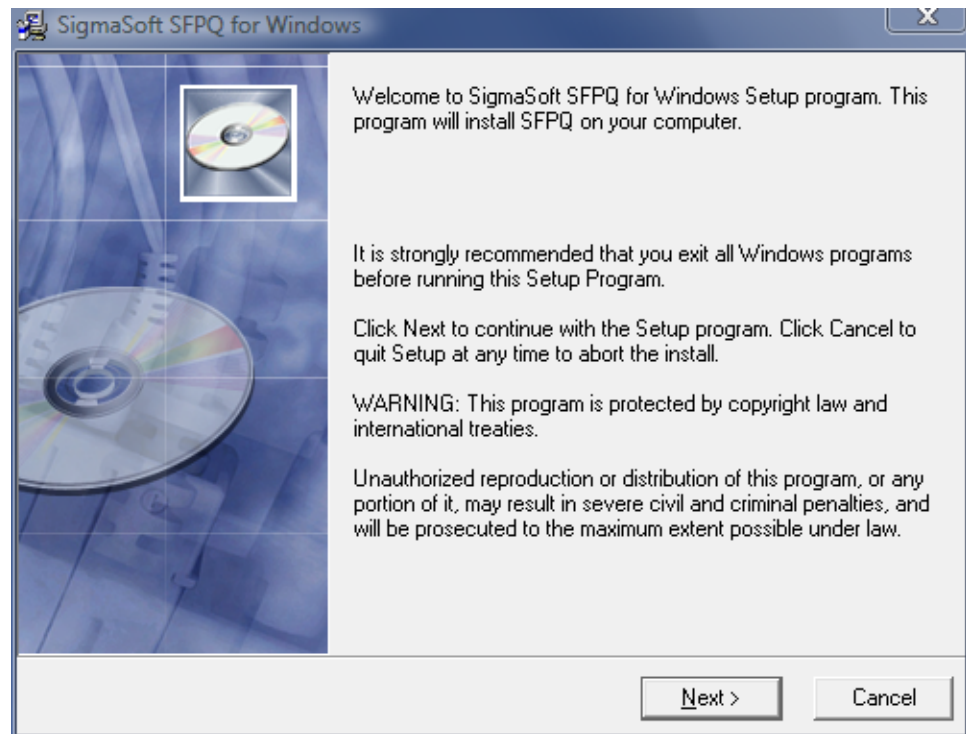 SigmaSoft SFPQ for Windows
X
Welcome to SigmaSoft SFPQ for Windows Setup program. This
program will install SFPQ on your computer.
It is strongly recommended that you exit all Windows programs
before running this Setup Program.
Click Next to continue with the Setup program. Click Cancel to
quit Setup at any time to abort the install.
WARNING: This program is protected by copyright law and
international treaties.
Unauthorized reproduction or distribution of this program, or any
portion of it, may result in severe civil and criminal penalties, and
will be prosecuted to the maximum extent possible under law.
Next >
Cancel